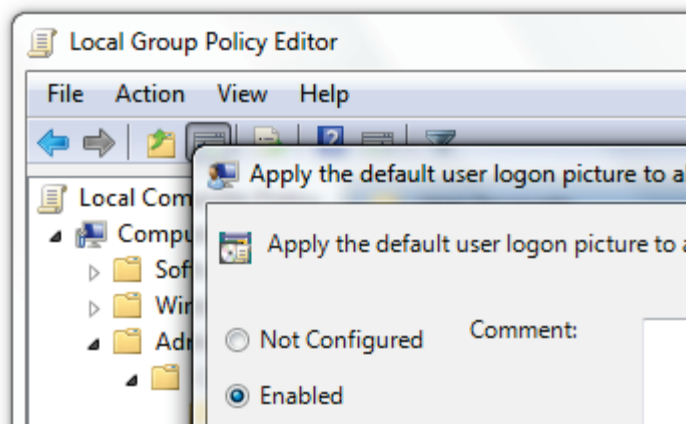 Local Group Policy Editor
File Action View Help
Apply the default user logon picture to a
Local Com
Compu
Apply the default user logon picture to a
Sof
Win
Adr
Not Configured
Comment:
Enabled